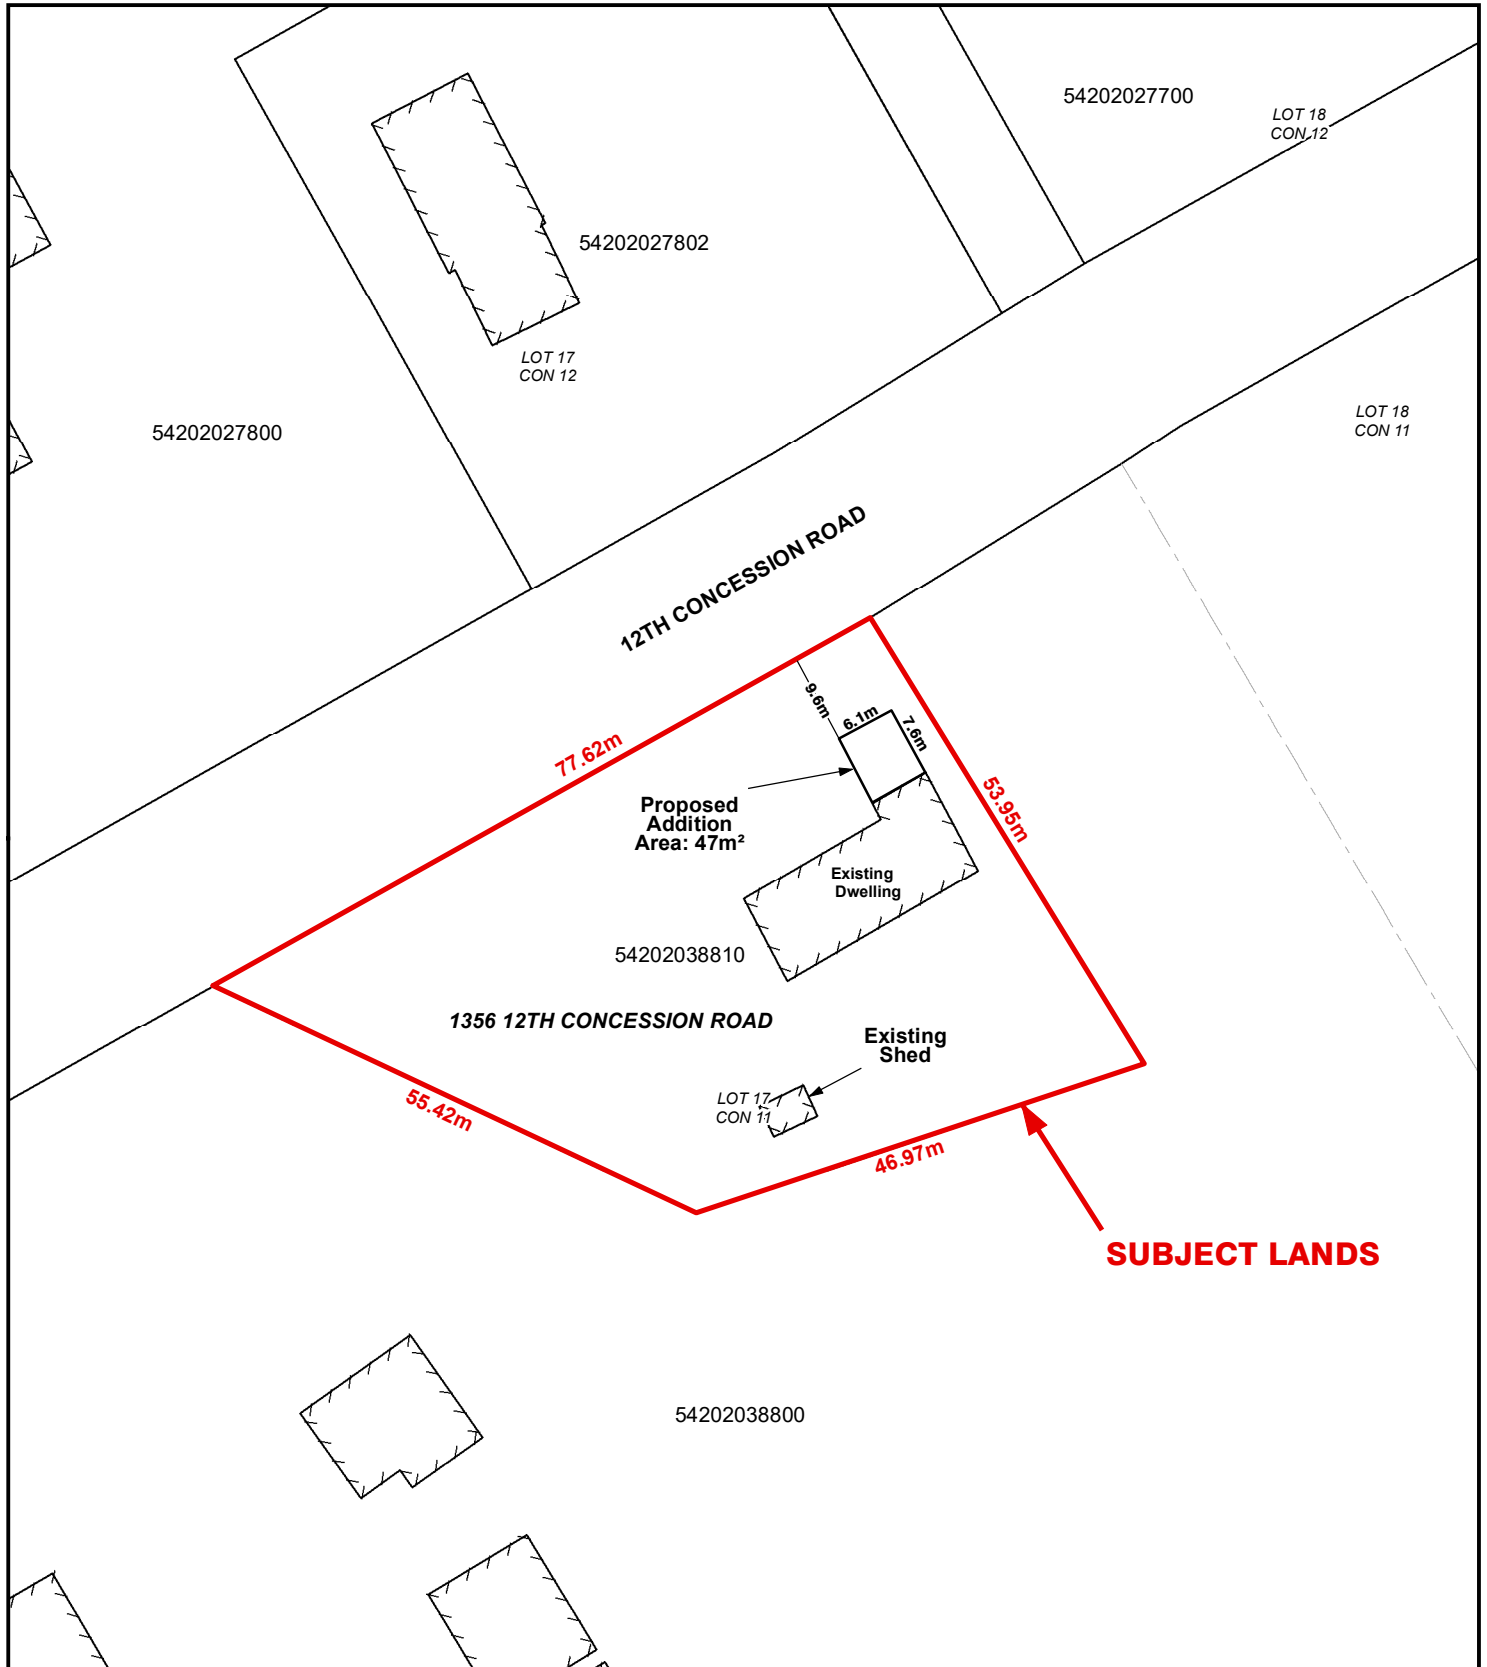 54202027700
LOT 18
CON 12
54202027802
LOT 17
CON 12
54202027800
LOT 18
CON 11
12TH CONCESSION ROAD
9.6m
6.1m
7.6m
77.62m
53.95m
Proposed
Addition
Area: 47m²
Existing
Dwelling
54202038810
1356 12TH CONCESSION ROAD
Existing
Shed
LOT 17
CON 11
55.42m
46.97m
SUBJECT LANDS
54202038800